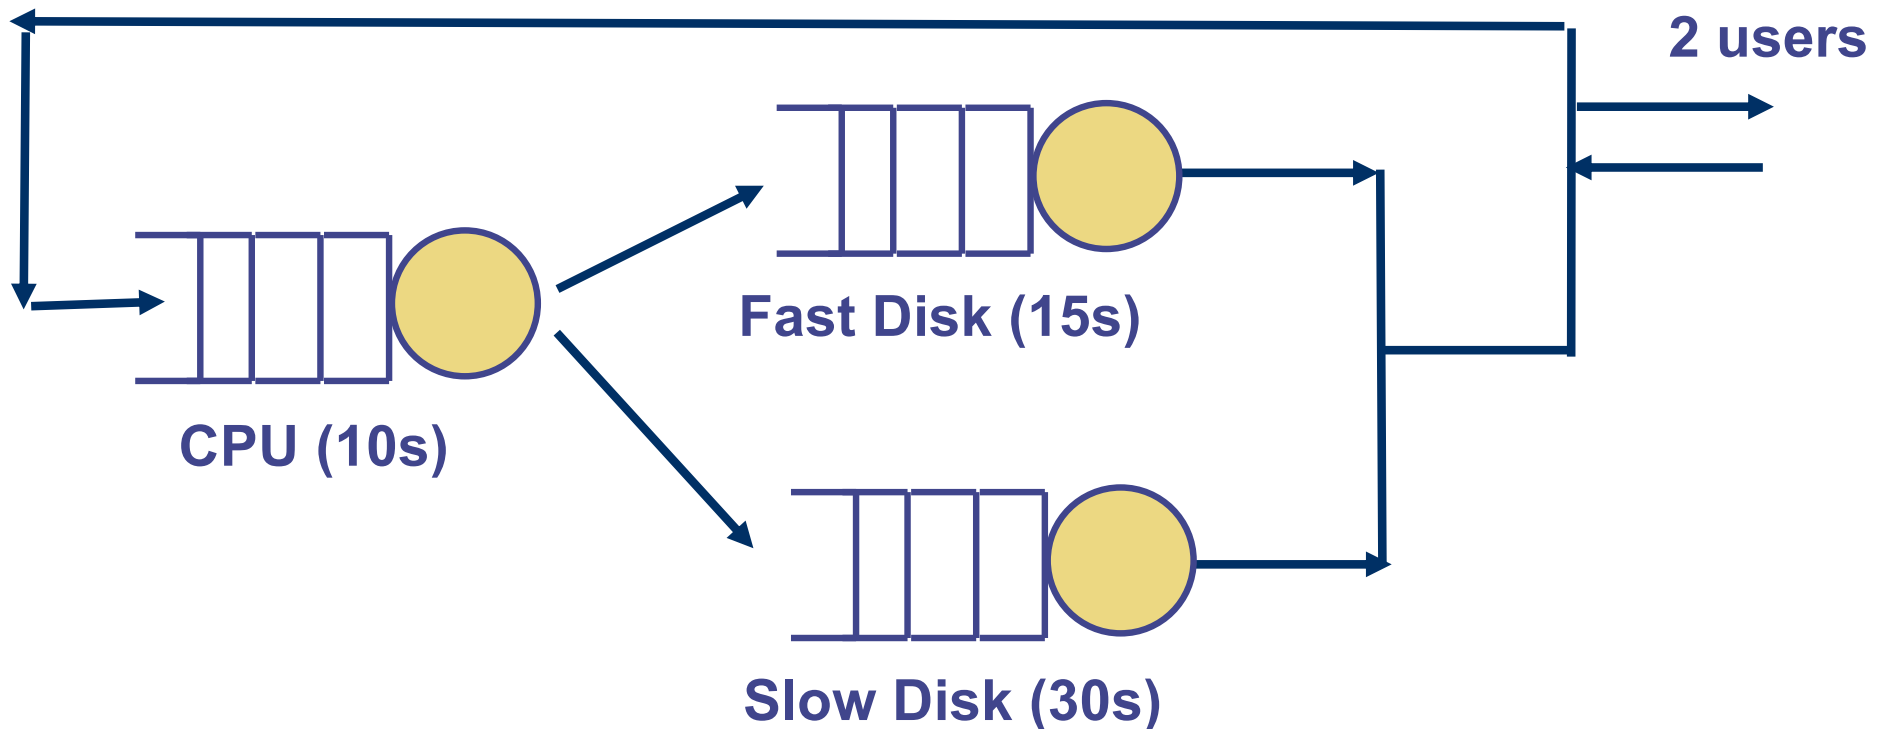 2 users
Fast Disk (15s)
CPU (10s)
Slow Disk (30s)